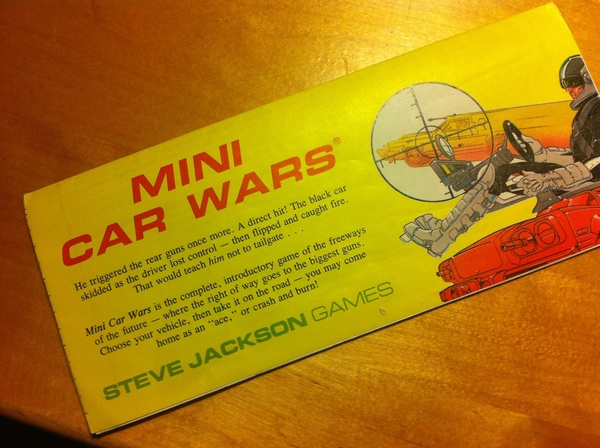 MINI
CAR WARS®
He triggered the rear guns once more. A direct hit! The black car
skidded as the driver lost control — then flipped and caught fire.
That would teach him not to tailgate . . .
Mini Car Wars is the complete, introductory game of the freeways
of the future — where the right of way goes to the biggest guns.
Choose your vehicle, then take it on the road — you may come
home as an "ace," or crash and burn!
STEVE JACKSON GAMES